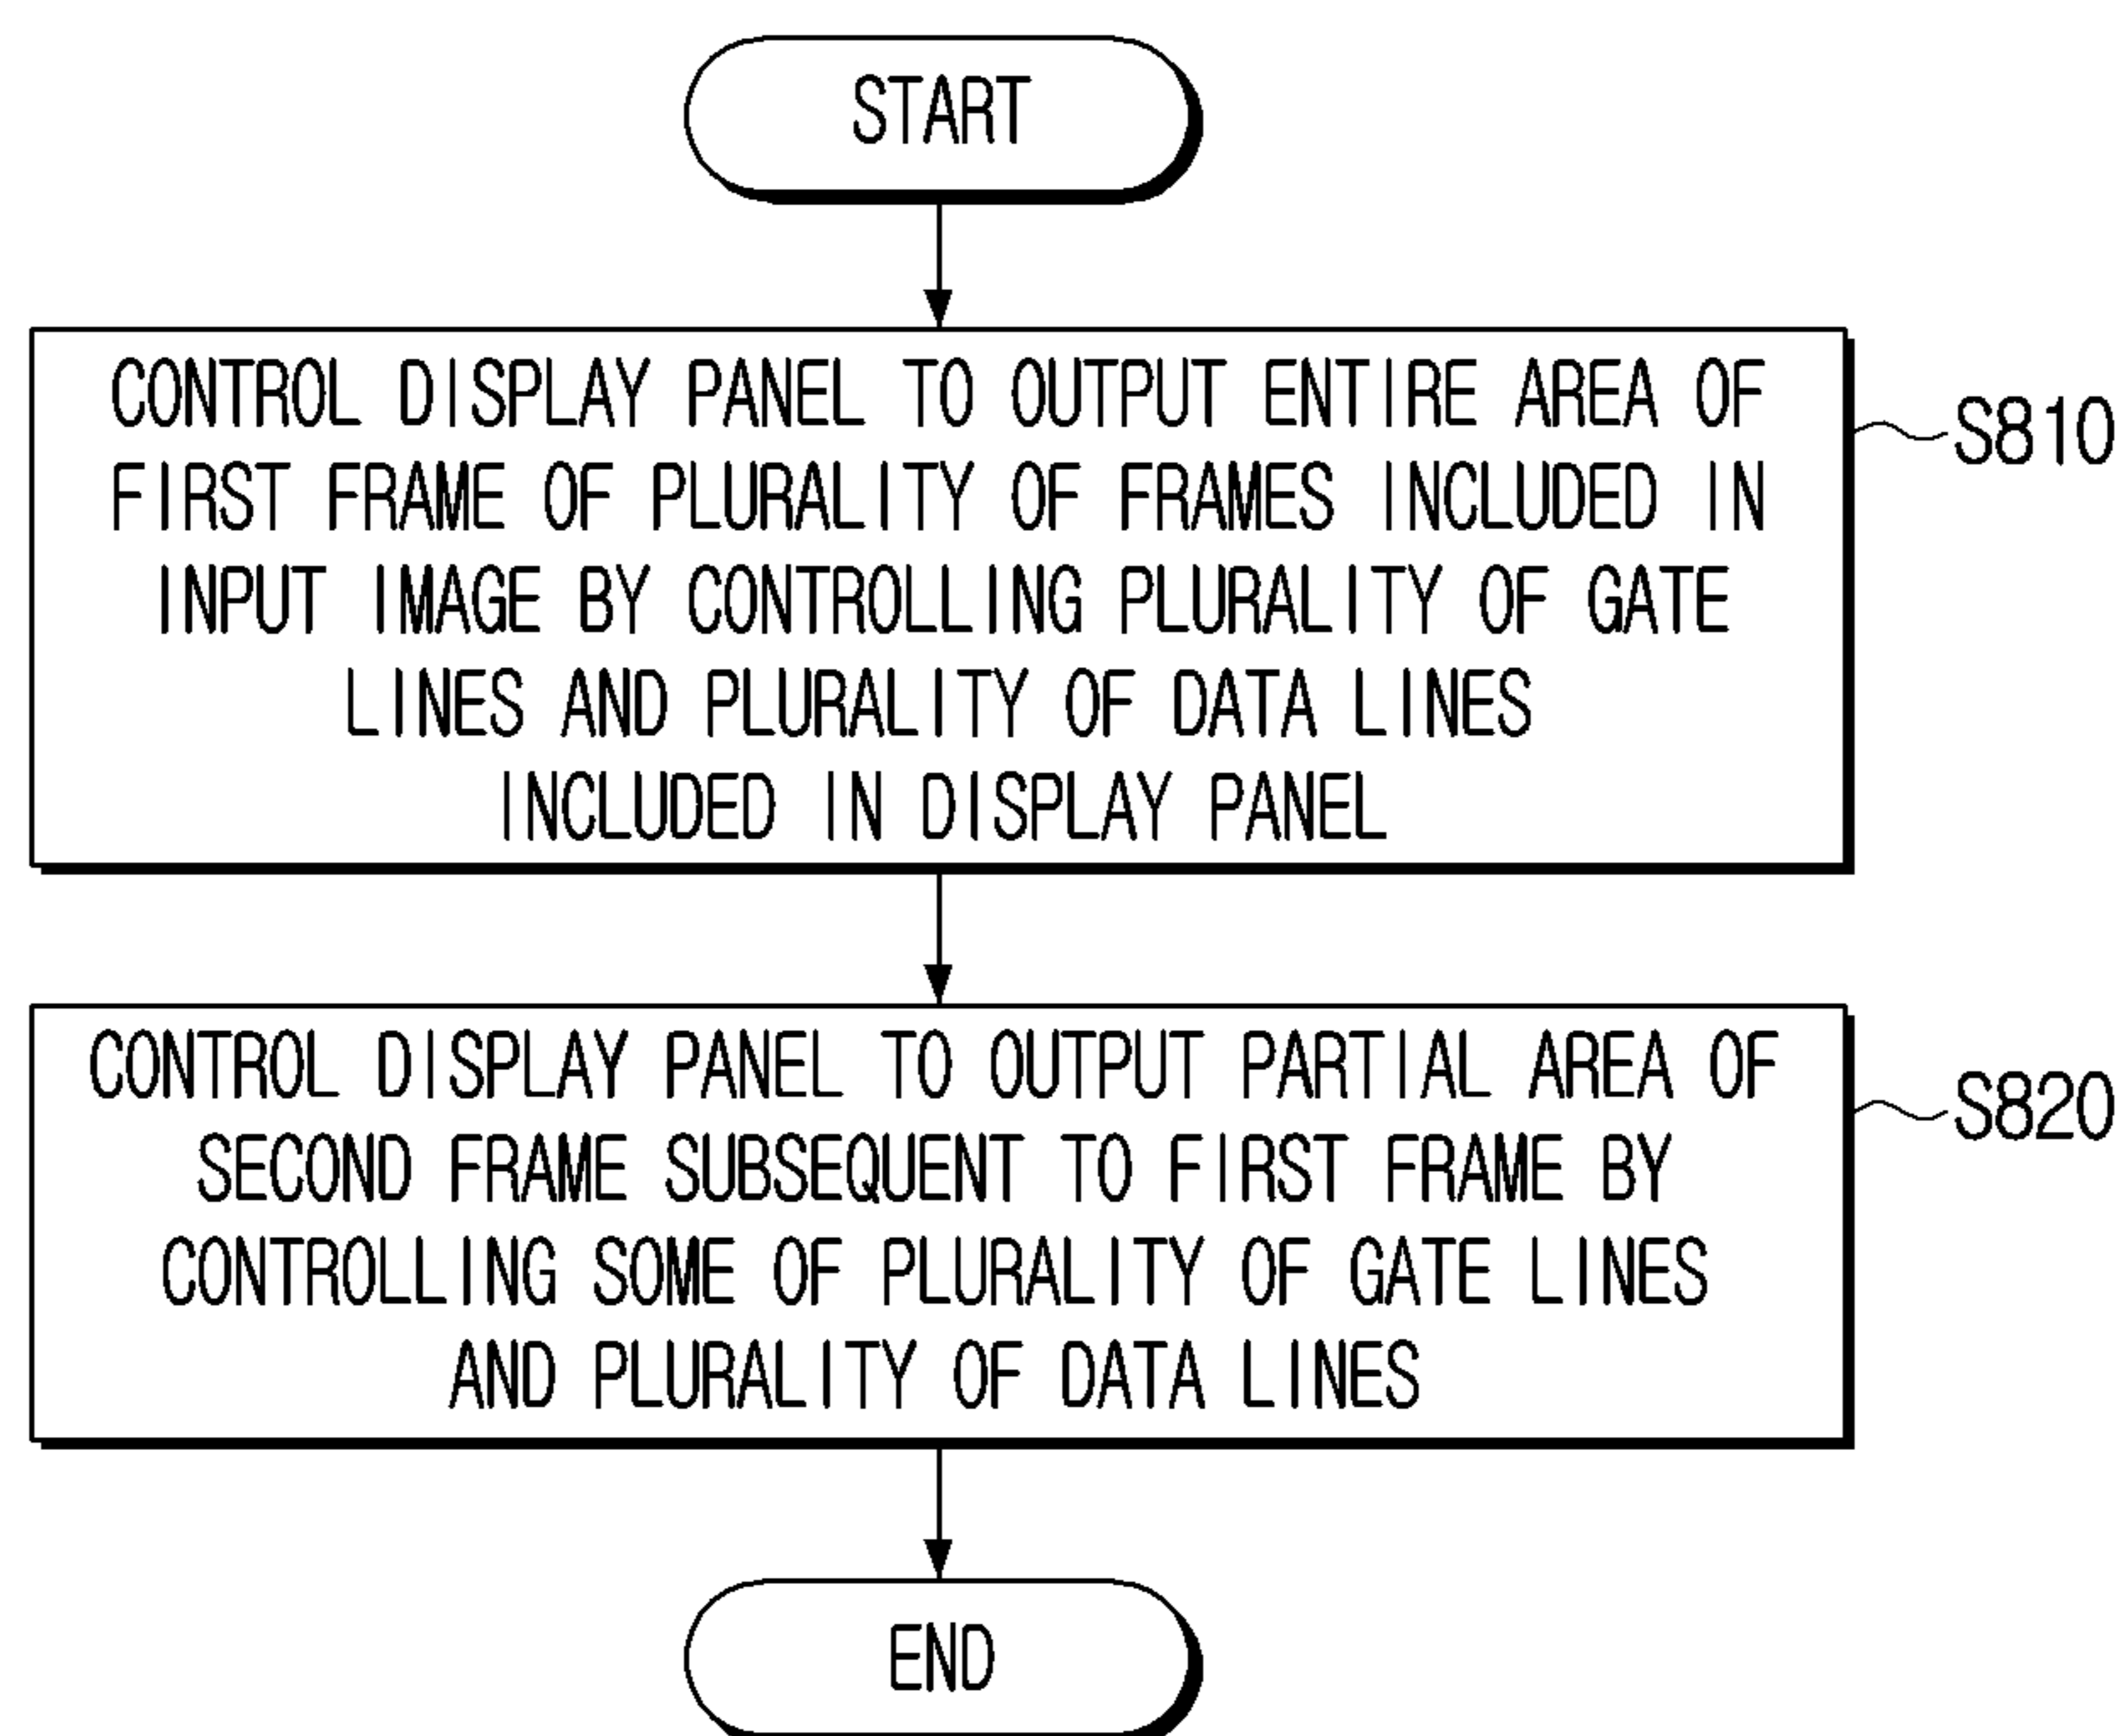 START
CONTROL DISPLAY PANEL TO OUTPUT ENTIRE AREA OF
FIRST FRAME OF PLURALITY OF FRAMES INCLUDED IN
INPUT IMAGE BY CONTROLLING PLURALITY OF GATE
LINES AND PLURALITY OF DATA LINES
INCLUDED IN DISPLAY PANEL
S810
CONTROL DISPLAY PANEL TO OUTPUT PARTIAL AREA OF
SECOND FRAME SUBSEQUENT TO FIRST FRAME BY
CONTROLLING SOME OF PLURALITY OF GATE LINES
AND PLURALITY OF DATA LINES
S820
END